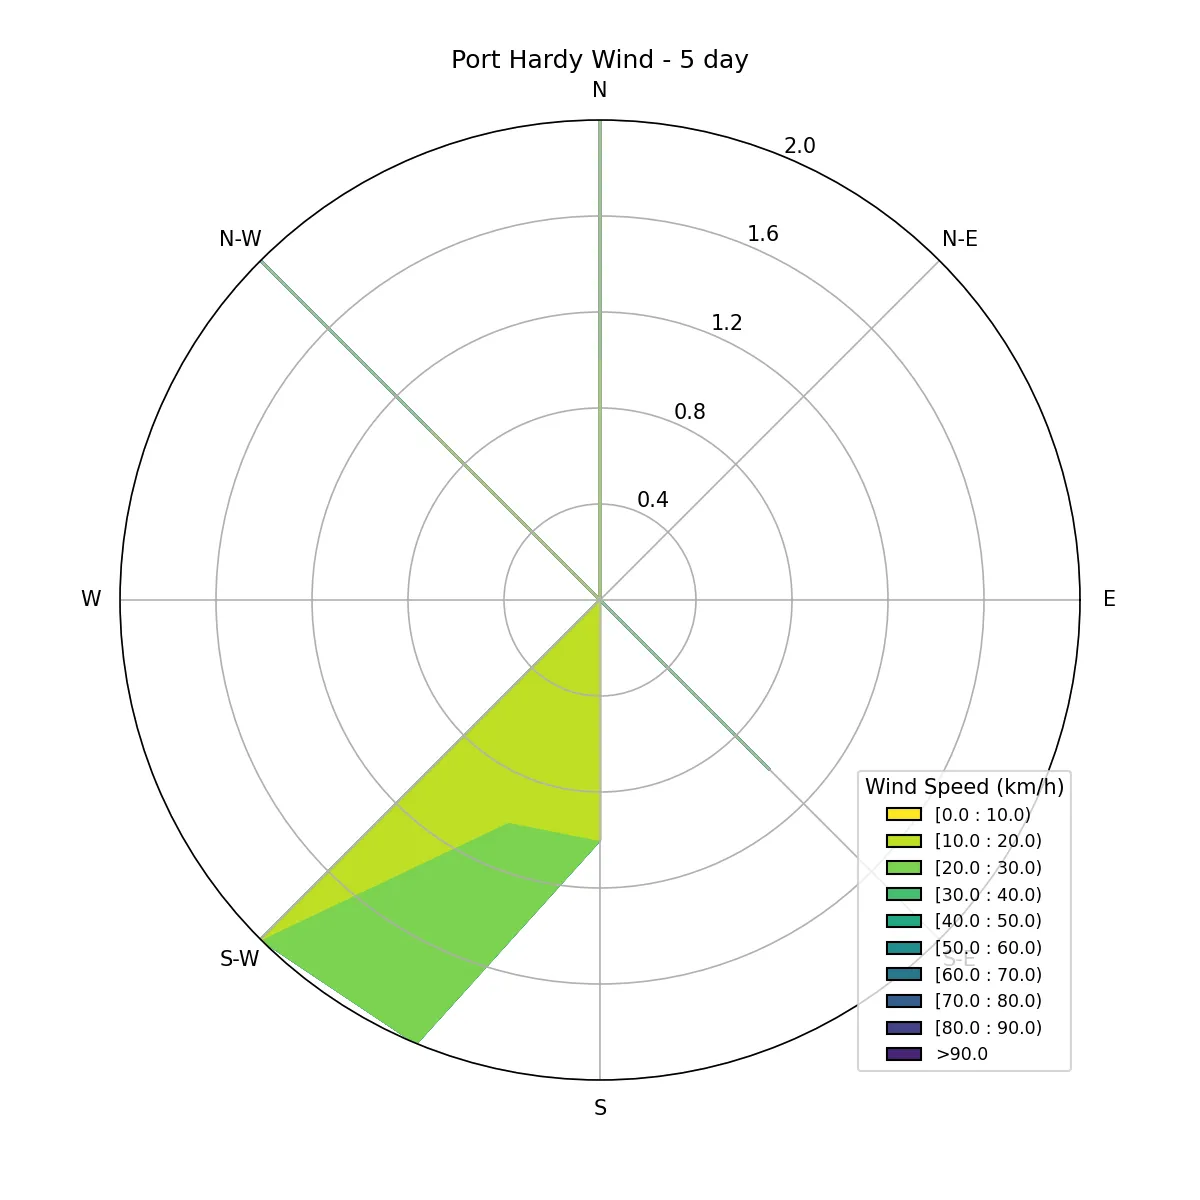 Port Hardy Wind - 5 day
N
2.0
N-W
N-E
1.6
1.2
0.8
0.4
W
E
S-W
S-E
S
Wind Speed (km/h)
[0.0 : 10.0)
[10.0 : 20.0)
[20.0 : 30.0)
[30.0 : 40.0)
[40.0 : 50.0)
[50.0 : 60.0)
[60.0 : 70.0)
[70.0 : 80.0)
[80.0 : 90.0)
>90.0